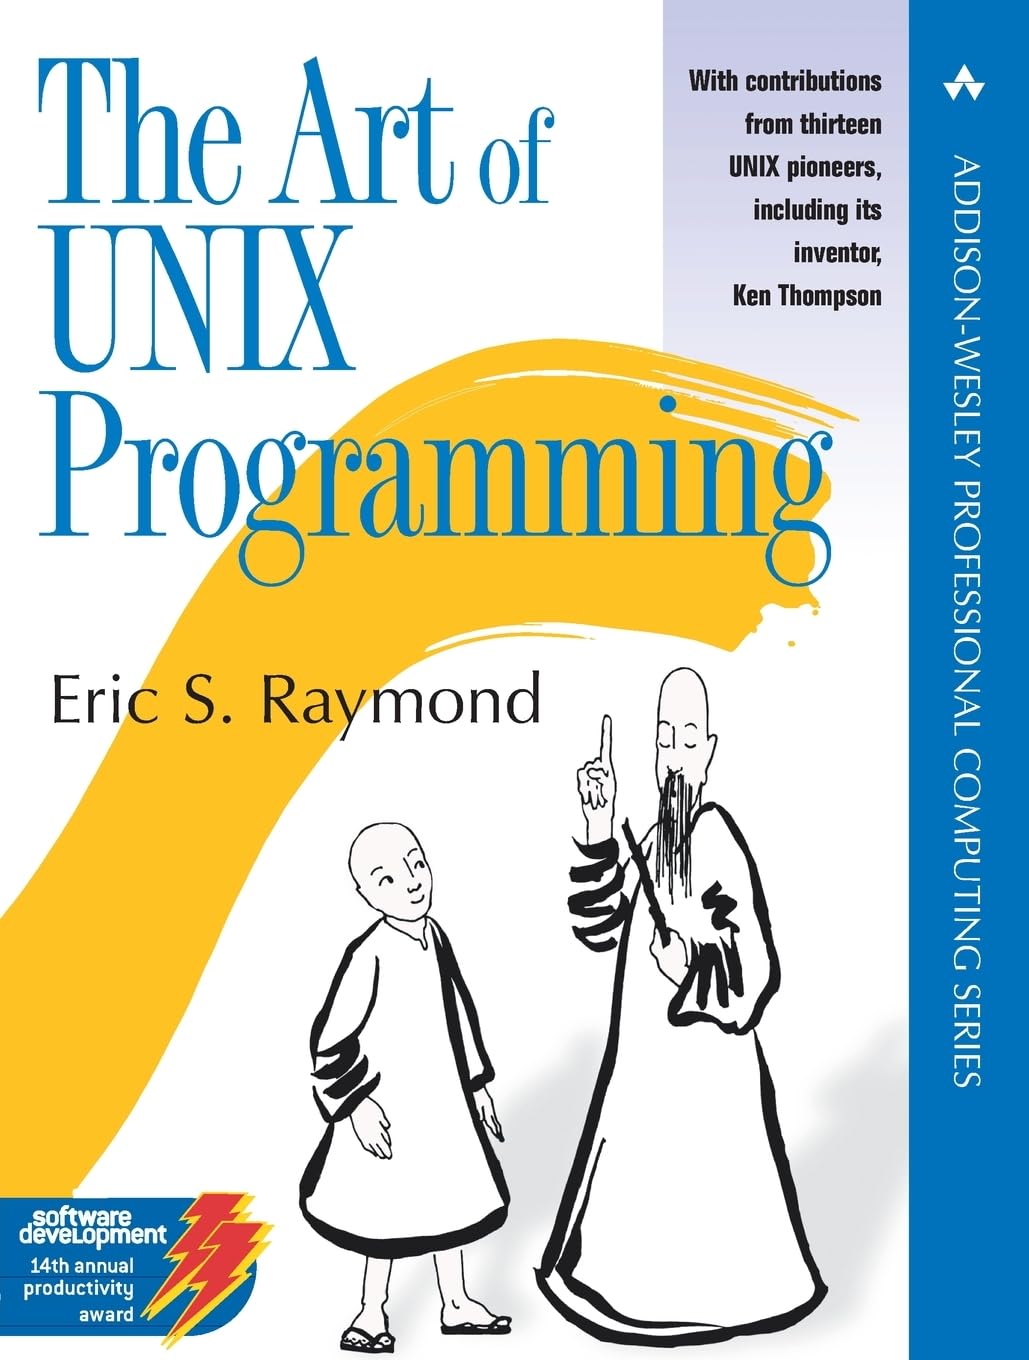 The Art of
UNIX
Programming
With contributions
from thirteen
UNIX pioneers,
including its
inventor,
Ken Thompson
Eric S. Raymond
ADDISON-WESLEY PROFESSIONAL COMPUTING SERIES
software
development
14th annual
productivity
award